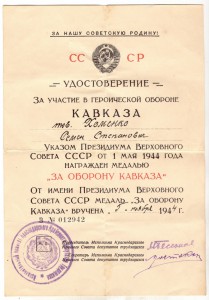 ЗА НАШУ СОВЕТСКУЮ РОДИНУ!
СС СР
УДОСТОВЕРЕНИЕ
ЗА УЧАСТИЕ В ГЕРОИЧЕСКОЙ ОБОРОНЕ
КАВКАЗА
тов. Хоменко
Семен Степанович
УКАЗОМ ПРЕЗИДИУМА ВЕРХОВНОГО
СОВЕТА СССР ОТ 1 МАЯ 1944 ГОДА
НАГРАЖДЕН МЕДАЛЬЮ
"ЗА ОБОРОНУ КАВКАЗА"
ОТ ИМЕНИ ПРЕЗИДИУМА ВЕРХОВНОГО
СОВЕТА СССР МЕДАЛЬ „ЗА ОБОРОНУ
КАВКАЗА" ВРУЧЕНА 1944 г.
З № 012942